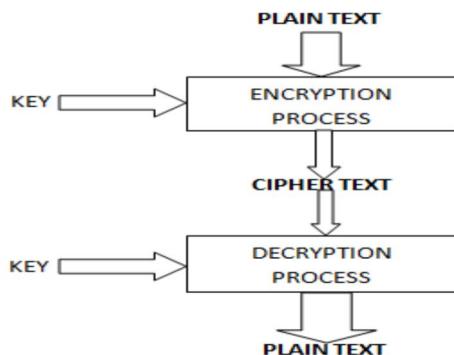 PLAIN TEXT
KEY
ENCRYPTION
PROCESS
CIPHER TEXT
KEY
DECRYPTION
PROCESS
PLAIN TEXT